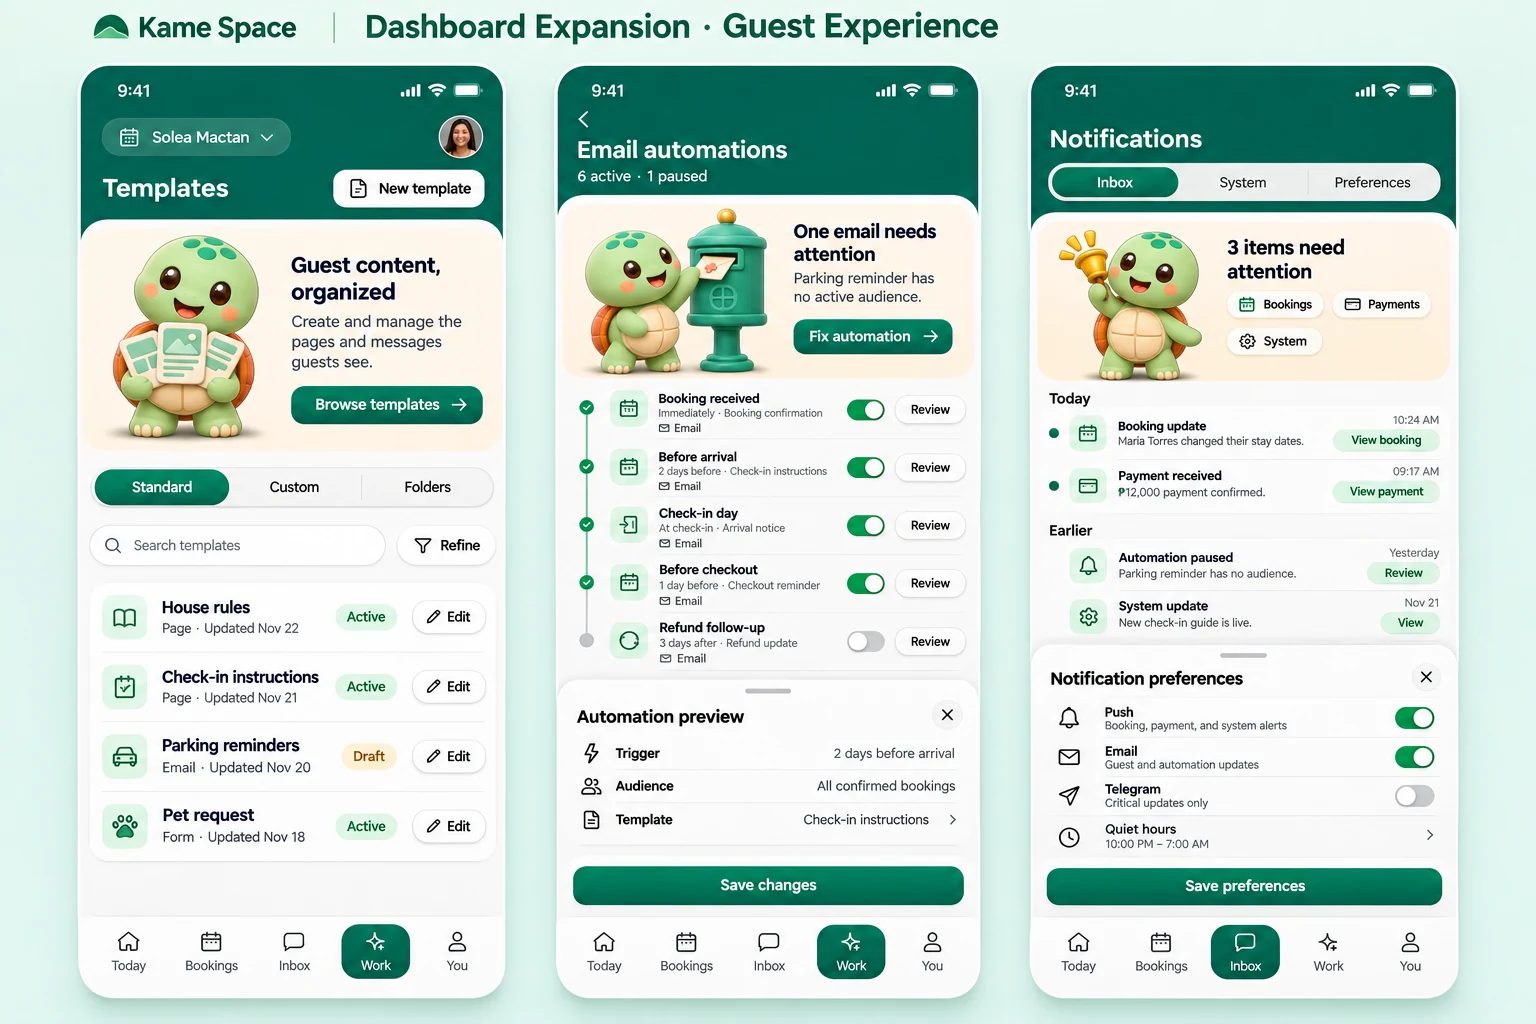 Kame Space
Dashboard Expansion · Guest Experience
9:41
Solea Mactan
Templates
New template
Guest content,
organized
Create and manage the
pages and messages
guests see.
Browse templates
Standard
Custom
Folders
Search templates
Refine
House rules
Page · Updated Nov 22
Active
Edit
Check-in instructions
Page · Updated Nov 21
Active
Edit
Parking reminders
Email · Updated Nov 20
Draft
Edit
Pet request
Form · Updated Nov 18
Active
Edit
Today
Bookings
Inbox
Work
You
9:41
Email automations
6 active · 1 paused
One email needs
attention
Parking reminder has
no active audience.
Fix automation
Booking received
Immediately · Booking confirmation
Email
Review
Before arrival
2 days before · Check-in instructions
Email
Review
Check-in day
At check-in · Arrival notice
Email
Review
Before checkout
1 day before · Checkout reminder
Email
Review
Refund follow-up
3 days after · Refund update
Email
Review
Automation preview
Trigger
2 days before arrival
Audience
All confirmed bookings
Template
Check-in instructions
Save changes
Today
Bookings
Inbox
Work
You
9:41
Notifications
Inbox
System
Preferences
3 items need
attention
Bookings
Payments
System
Today
Booking update
Maria Torres changed their stay dates.
10:24 AM
View booking
Payment received
₱12,000 payment confirmed.
09:17 AM
View payment
Earlier
Automation paused
Parking reminder has no audience.
Yesterday
Review
System update
New check-in guide is live.
Nov 21
View
Notification preferences
Push
Booking, payment, and system alerts
Email
Guest and automation updates
Telegram
Critical updates only
Quiet hours
10:00 PM – 7:00 AM
Save preferences
Today
Bookings
Inbox
Work
You